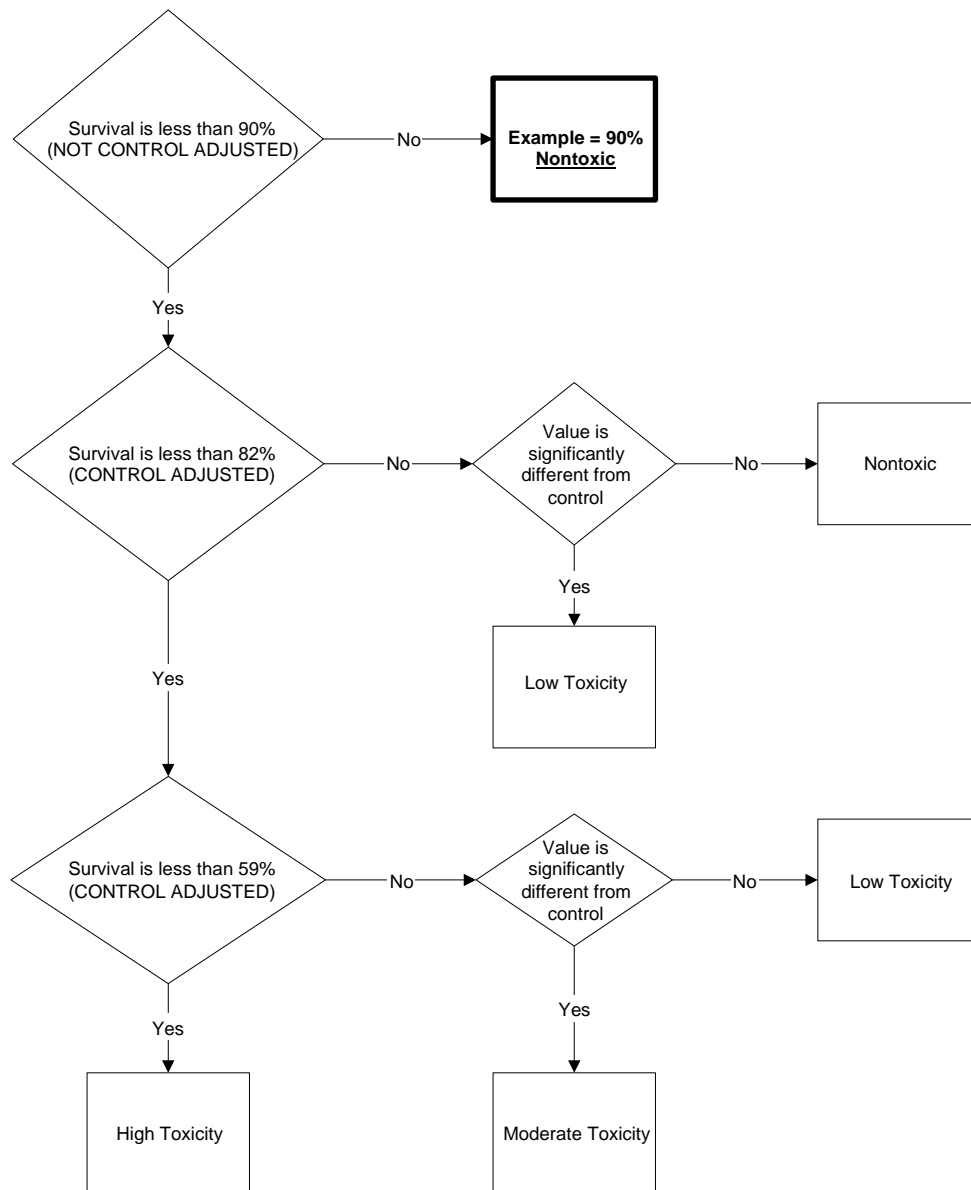 Survival is less than 90%
(NOT CONTROL ADJUSTED)
No
Example = 90%
Nontoxic
Yes
Survival is less than 82%
(CONTROL ADJUSTED)
No
Value is
significantly
different from
control
No
Nontoxic
Yes
Low Toxicity
Yes
Survival is less than 59%
(CONTROL ADJUSTED)
No
Value is
significantly
different from
control
No
Low Toxicity
Yes
Yes
High Toxicity
Moderate Toxicity